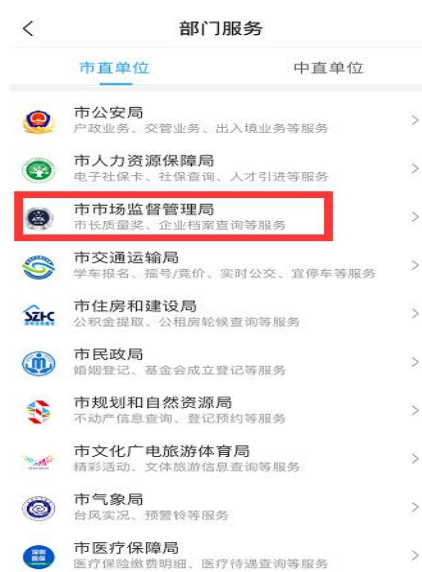 部门服务
市直单位 中直单位
市公安局
户政业务、交管业务、出入境业务等服务
市人力资源保障局
电子社保卡、社保查询、人才引进等服务
市市场监督管理局
市长质量奖、企业档案查询等服务
市交通运输局
学车报名、摇号/竞价、实时公交、宜停车等服务
市住房和建设局
公积金提取、公租房轮候查询等服务
市民政局
婚姻登记、基金会成立登记等服务
市规划和自然资源局
不动产信息查询、登记预约等服务
市文化广电旅游体育局
精彩活动、文体旅游信息查询等服务
市气象局
台风实况、预警铃等服务
市医疗保障局
医疗保险缴费明细、医疗待遇查询等服务